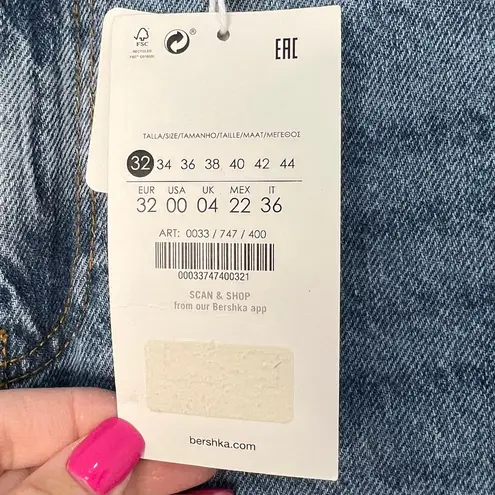 FSC
®
EAC
TALLA/SIZE/TAMANHO/TAILLE/MAAT/ΜΕΓΕΘΟΣ
32 34 36 38 40 42 44
EUR USA UK MEX IT
32 00 04 22 36
ART: 0033 / 747 / 400
00033747400321
SCAN & SHOP
from our Bershka app
bershka.com